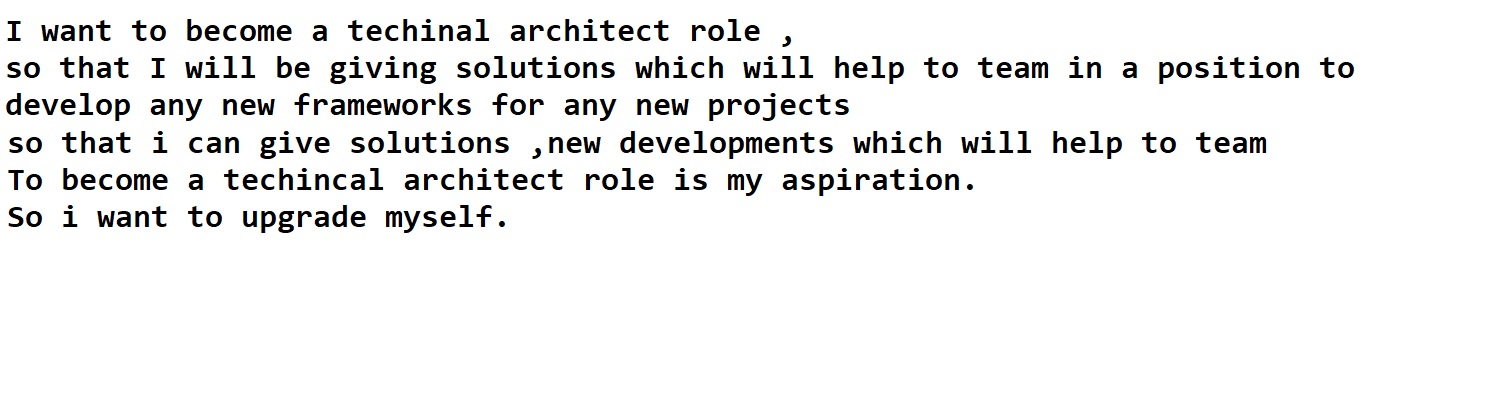 I want to become a techinal architect role ,
so that I will be giving solutions which will help to team in a position to
develop any new frameworks for any new projects
so that i can give solutions ,new developments which will help to team
To become a techincal architect role is my aspiration.
So i want to upgrade myself.